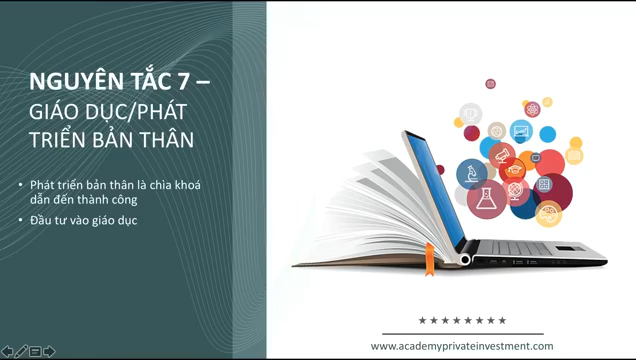 NGUYÊN TẮC 7 –
GIÁO DỤC/PHÁT
TRIỂN BẢN THÂN
• Phát triển bản thân là chìa khoá
dẫn đến thành công
• Đầu tư vào giáo dục
www.academyprivateinvestment.com